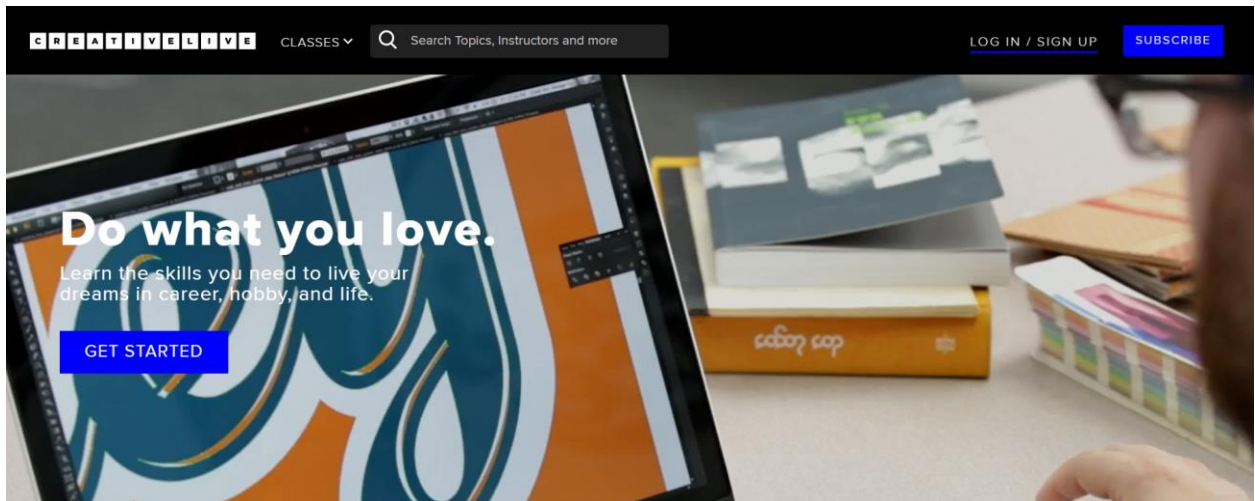 CREATIVELIVE
CLASSES
Search Topics, Instructors and more
LOG IN / SIGN UP
SUBSCRIBE
Do what you love.
Learn the skills you need to live your
dreams in career, hobby, and life.
GET STARTED